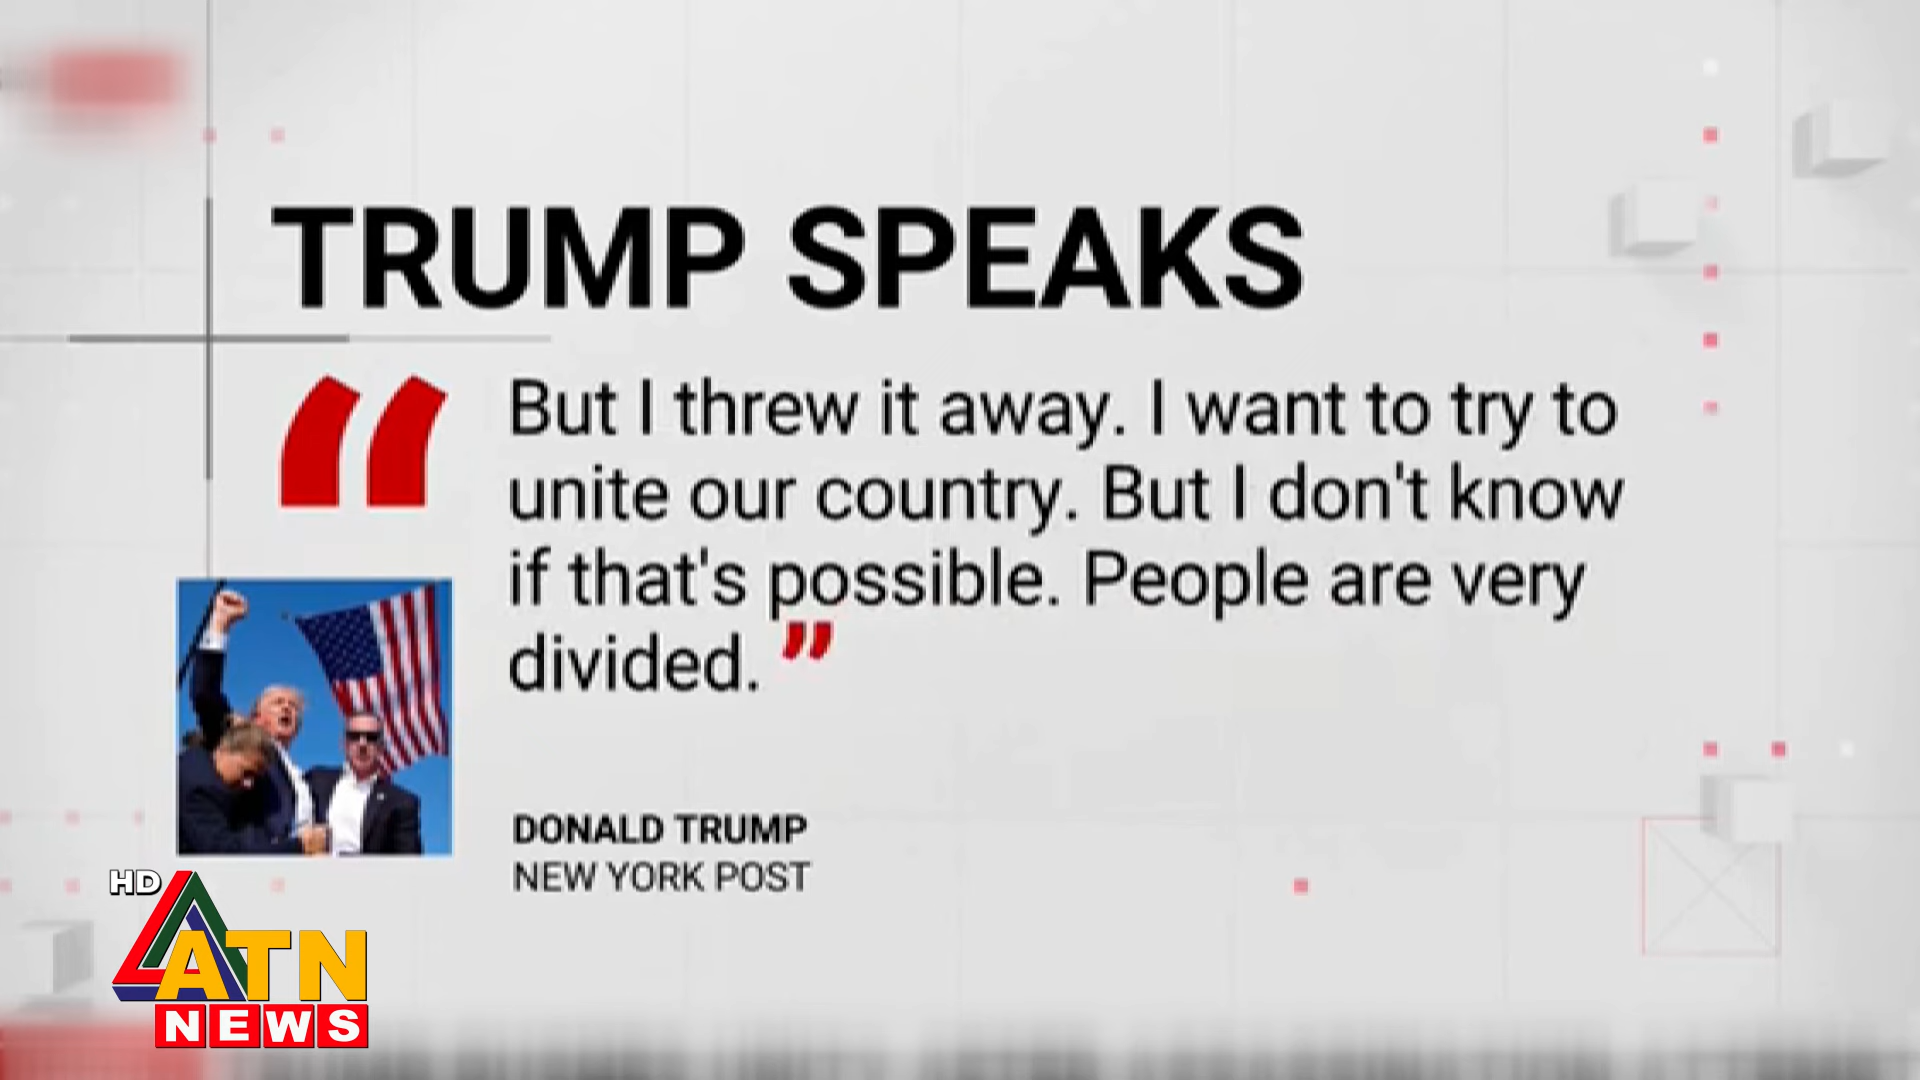 TRUMP SPEAKS
“ But I threw it away. I want to try to
unite our country. But I don't know
if that's possible. People are very
divided. ”
DONALD TRUMP
NEW YORK POST
HD
ATN
NEWS